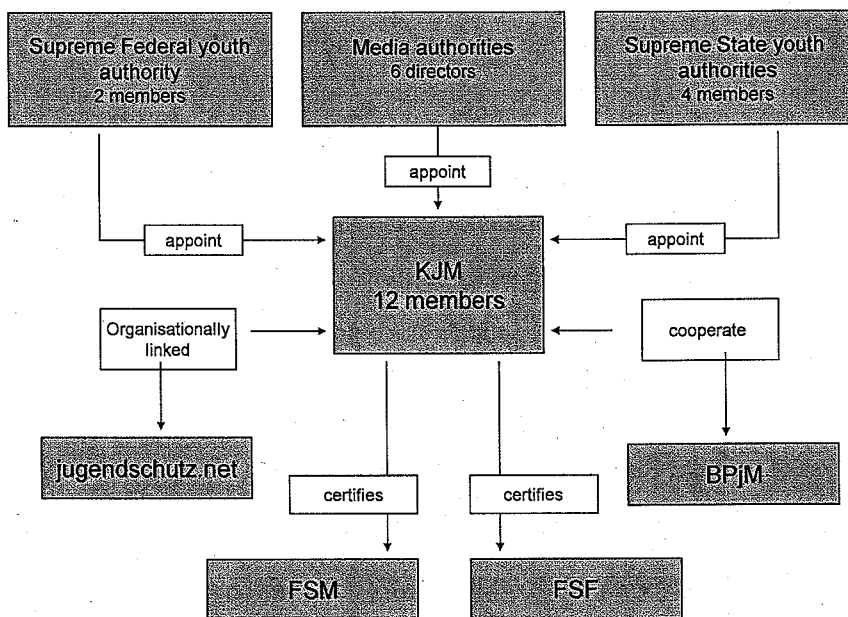 Supreme Federal youth
authority
2 members
Media authorities
6 directors
Supreme State youth
authorities
4 members
appoint
appoint
appoint
KJM
12 members
Organisationally
linked
cooperate
jugendschutz.net
BPjM
certifies
certifies
FSM
FSF